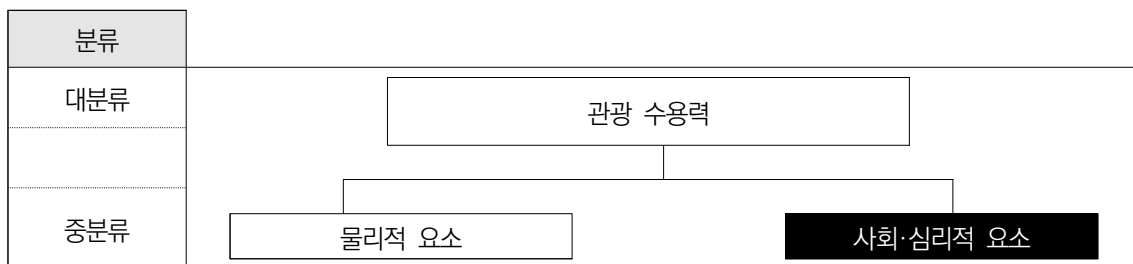 분류
대분류
관광 수용력
중분류
물리적 요소
사회·심리적 요소